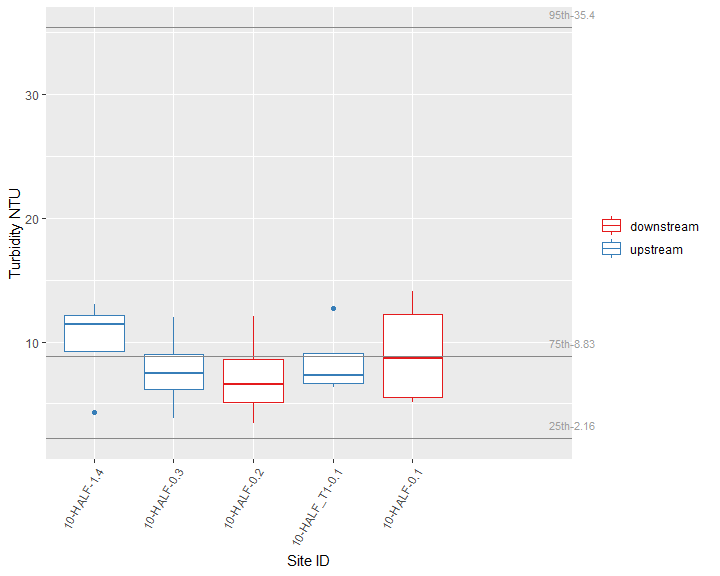 95th-35.4
30
20
10
Turbidity NTU
75th-8.83
25th-2.16
downstream
upstream
10-HALF-1.4
10-HALF-0.3
10-HALF-0.2
10-HALF_T1-0.1
10-HALF-0.1
Site ID